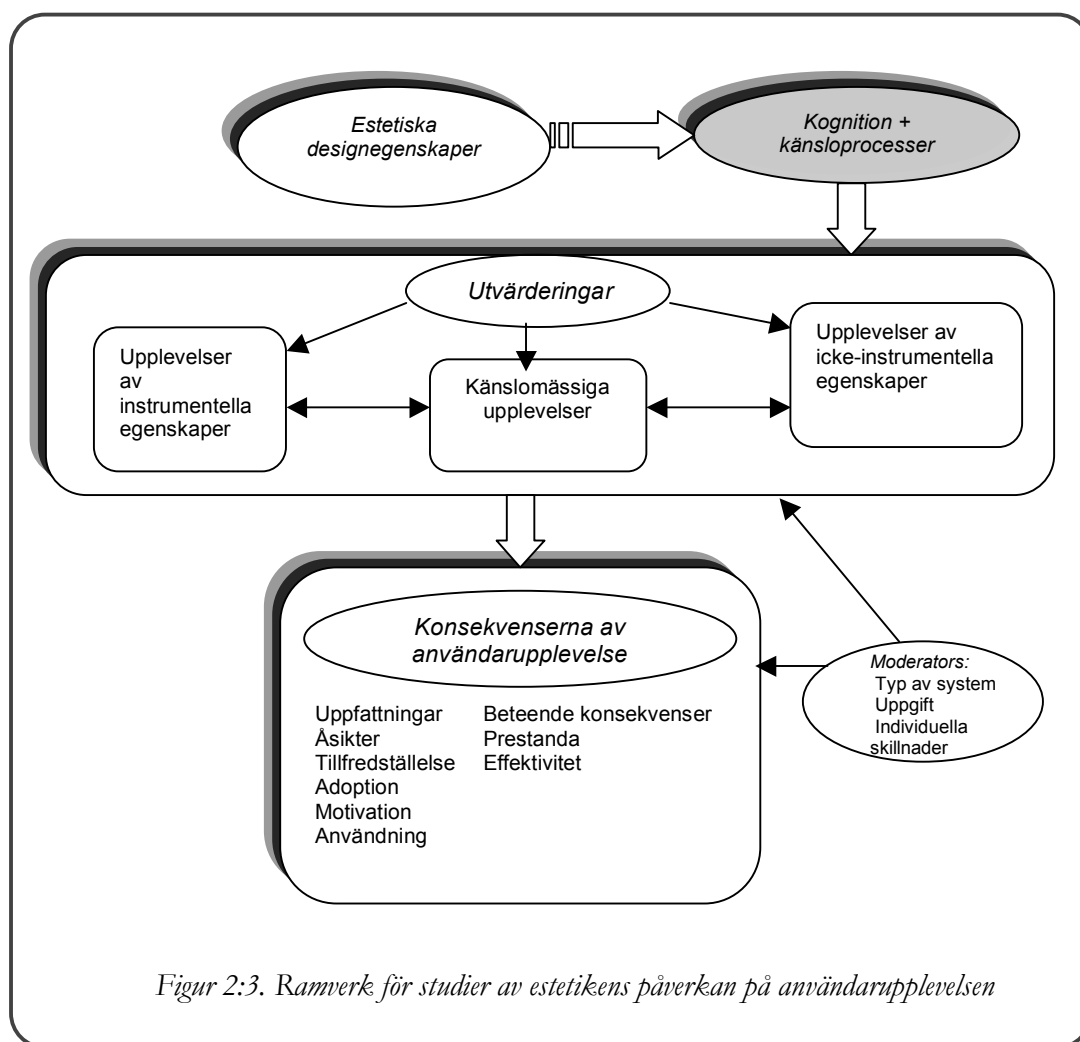 Estetiska
designegenskaper
Kognition +
känsloprocesser
Utvärderingar
Upplevelser
av
instrumentella
egenskaper
Känslomässiga
upplevelser
Upplevelser av
icke-instrumentella
egenskaper
Konsekvenserna av
användarupplevelse
Uppfattningar
Åsikter
Tillfredställelse
Adoption
Motivation
Användning
Beteende konsekvenser
Prestanda
Effektivitet
Moderators:
Typ av system
Uppgift
Individuella
skillnader
Figur 2:3. Ramverk för studier av estetikens påverkan på användarupplevelsen